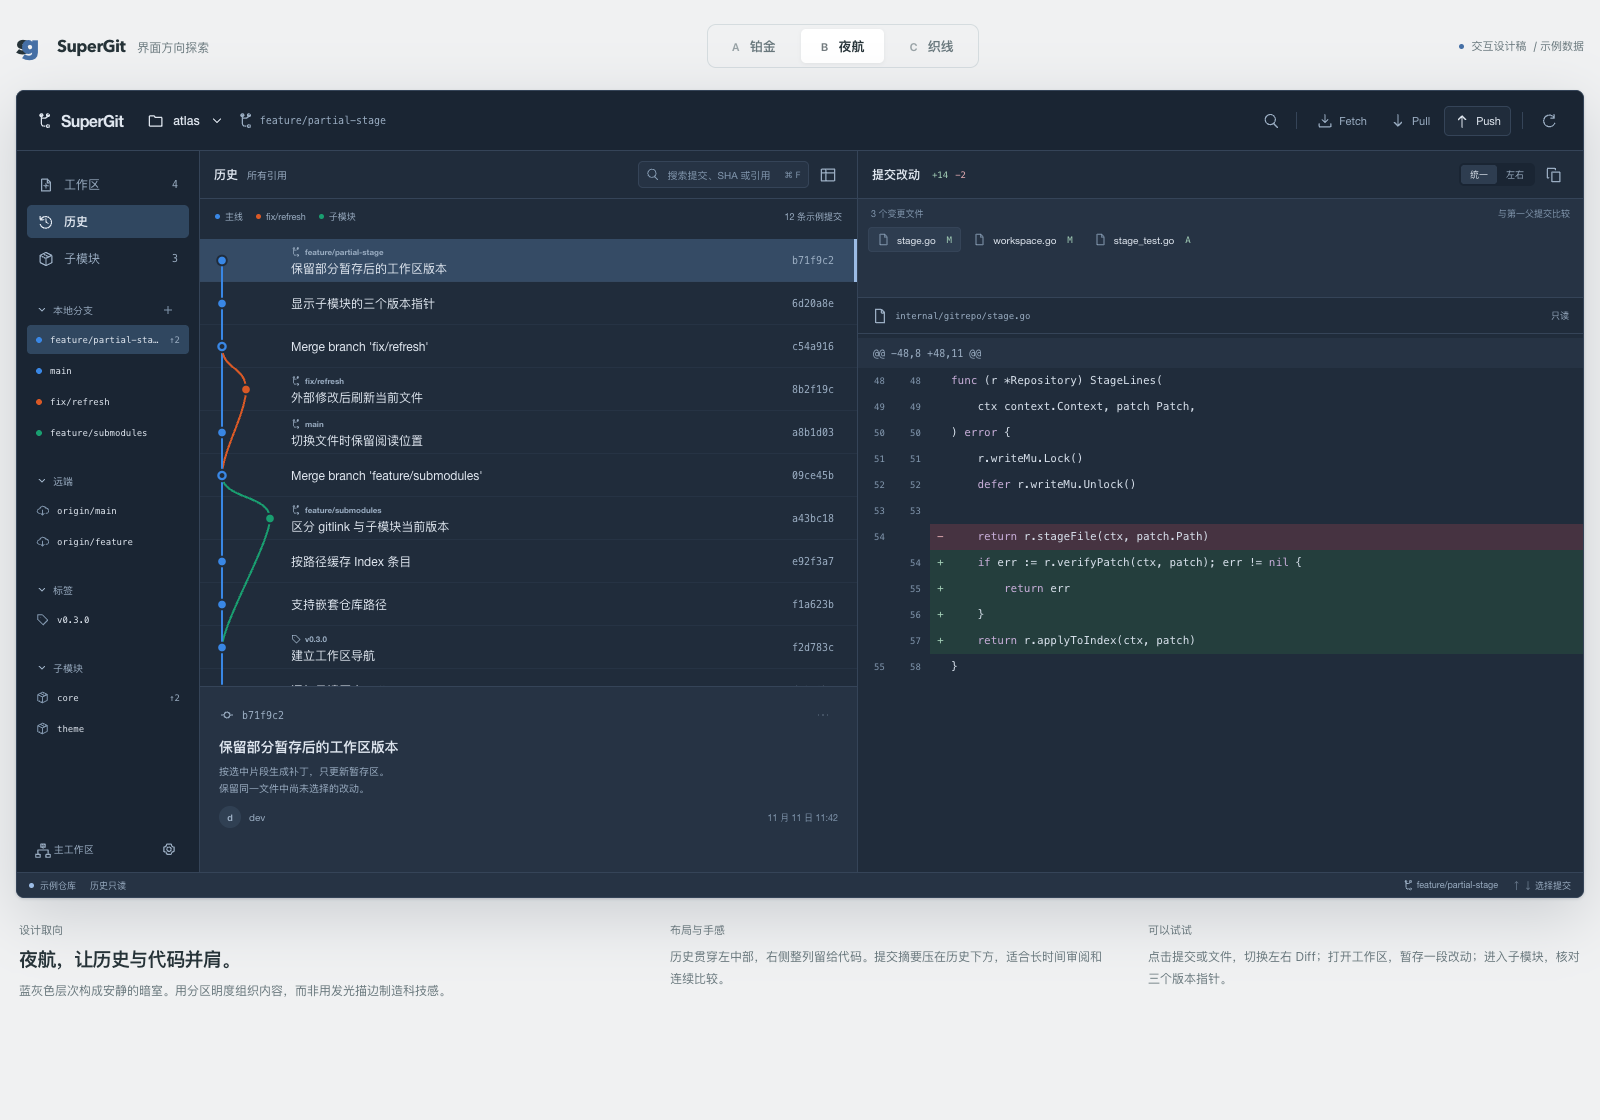 SuperGit 界面方向探索
A 铂金 B 夜航 C 织线
交互设计稿 / 示例数据
SuperGit atlas feature/partial-stage
Fetch Pull Push
工作区 4
历史
子模块 3
本地分支 +
feature/partial-sta… ↑2
main
fix/refresh
feature/submodules
远端
origin/main
origin/feature
标签
v0.3.0
子模块
core ↑2
theme
主工作区
历史 所有引用
搜索提交、SHA 或引用 ⌘ F
主线 fix/refresh 子模块 12 条示例提交
feature/partial-stage
保留部分暂存后的工作区版本 b71f9c2
显示子模块的三个版本指针 6d20a8e
Merge branch 'fix/refresh' c54a916
fix/refresh
外部修改后刷新当前文件 8b2f19c
main
切换文件时保留阅读位置 a8b1d03
Merge branch 'feature/submodules' 09ce45b
feature/submodules
区分 gitlink 与子模块当前版本 a43bc18
按路径缓存 Index 条目 e92f3a7
支持嵌套仓库路径 f1a623b
v0.3.0
建立工作区导航 f2d783c
b71f9c2 ···
保留部分暂存后的工作区版本
按选中片段生成补丁，只更新暂存区。
保留同一文件中尚未选择的改动。
d dev 11 月 11 日 11:42
提交改动 +14 −2 统一 左右
3 个变更文件 与第一父提交比较
stage.go M workspace.go M stage_test.go A
internal/gitrepo/stage.go 只读
@@ −48,8 +48,11 @@
48 48 func (r *Repository) StageLines(
49 49 ctx context.Context, patch Patch,
50 50 ) error {
51 51 r.writeMu.Lock()
52 52 defer r.writeMu.Unlock()
53 53
54 − return r.stageFile(ctx, patch.Path)
54 + if err := r.verifyPatch(ctx, patch); err != nil {
55 + return err
56 + }
57 + return r.applyToIndex(ctx, patch)
55 58 }
示例仓库 历史只读 feature/partial-stage ↑ ↓ 选择提交
设计取向
夜航，让历史与代码并肩。
蓝灰色层次构成安静的暗室。用分区明度组织内容，而非用发光描边制造科技感。
布局与手感
历史贯穿左中部，右侧整列留给代码。提交摘要压在历史下方，适合长时间审阅和
连续比较。
可以试试
点击提交或文件，切换左右 Diff；打开工作区，暂存一段改动；进入子模块，核对
三个版本指针。